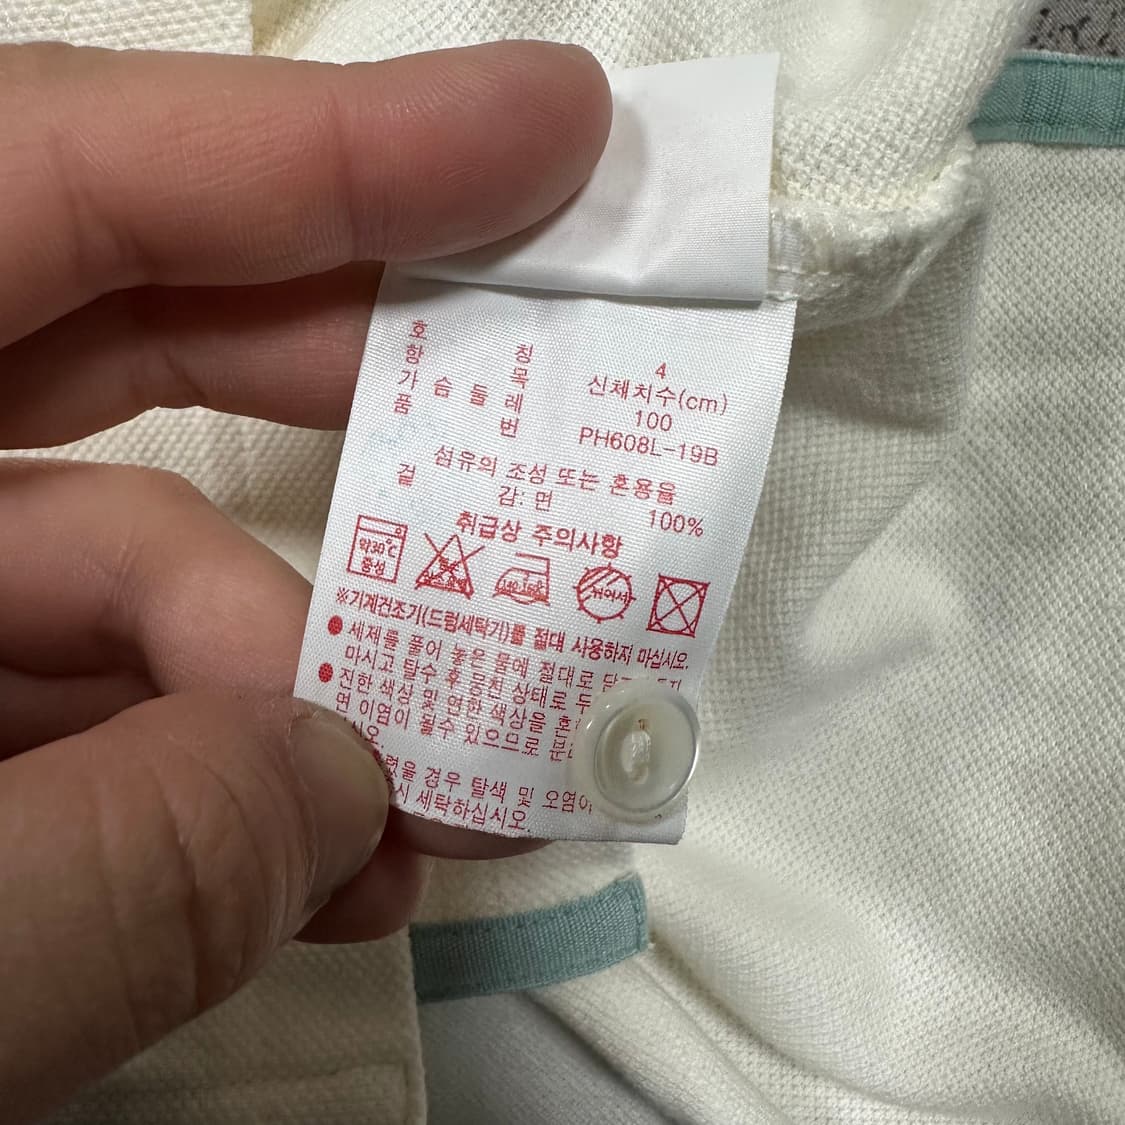 호 칭 4
항 목 신체치수(cm)
가 슴 둘 레 100
품 번 PH608L-19B
섬유의 조성 또는 혼용율
겉 감: 면 100%
취급상 주의사항
약30℃ 중성
140-160℃
뉘어서
※기계건조기(드럼세탁기)를 절대 사용하지 마십시오.
● 세제를 풀어 놓은 물에 절대로
마시고 탈수 후 뭉친 상태로
● 진한 색상 및 연한 색상을
면 이염이 될수 있으므로
시오.
경우 탈색 및
시 세탁하십시오.